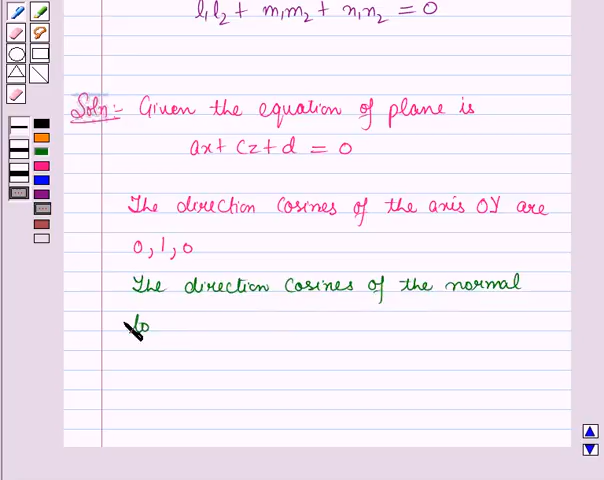 l₁l₂ + m₁m₂ + n₁n₂ = 0
Soln:- Given the equation of plane is
ax + cz + d = 0
The direction cosines of the axis OY are
0, 1, 0
The direction cosines of the normal
to